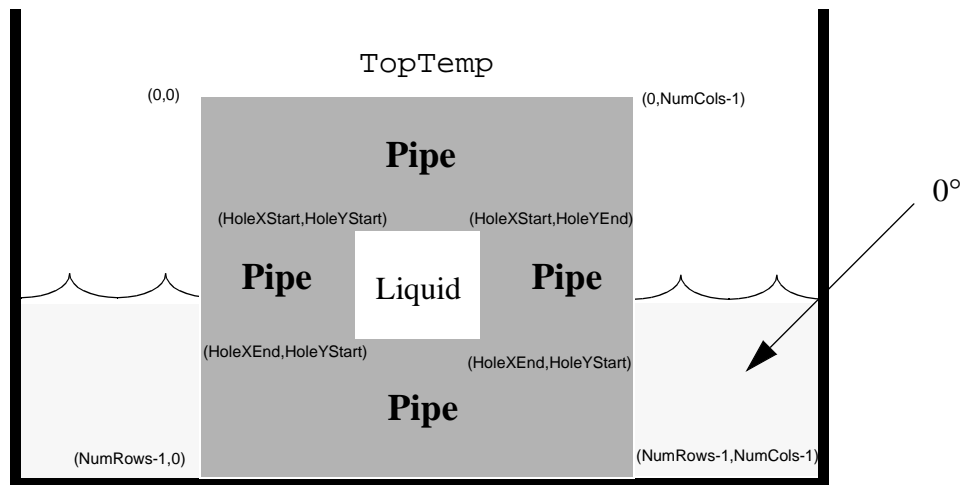 TopTemp
(0,0)
(0,NumCols-1)
Pipe
0°
(HoleXStart,HoleYStart)
(HoleXStart,HoleYEnd)
Pipe
Liquid
Pipe
(HoleXEnd,HoleYStart)
(HoleXEnd,HoleYStart)
Pipe
(NumRows-1,0)
(NumRows-1,NumCols-1)